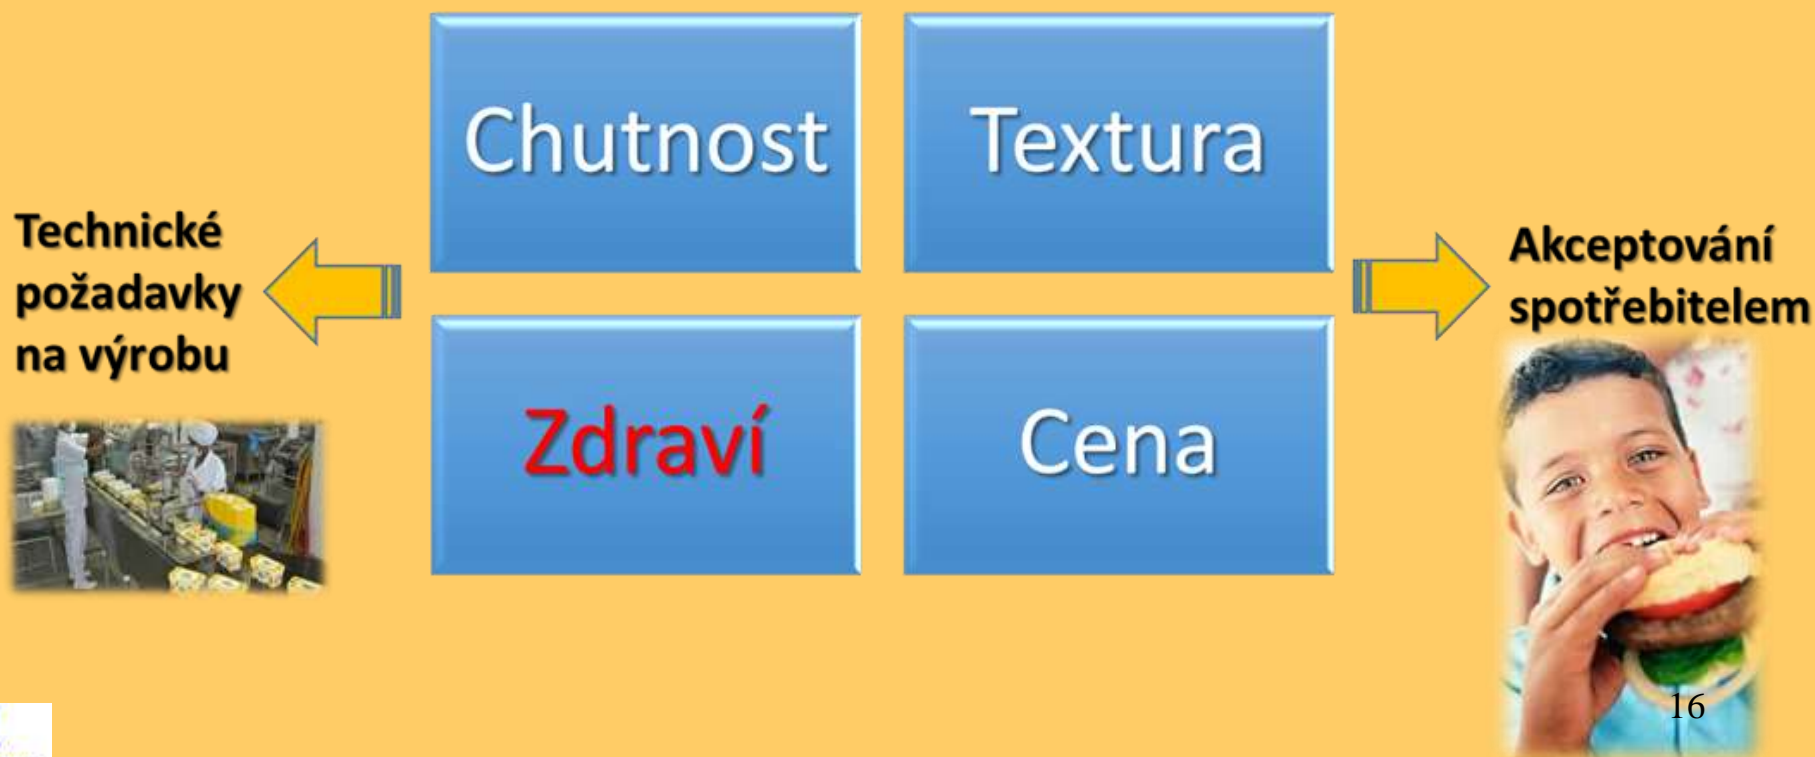 Chutnost
Textura
Technické
požadavky
na výrobu
Akceptování
spotřebitelem
Zdraví
Cena
16